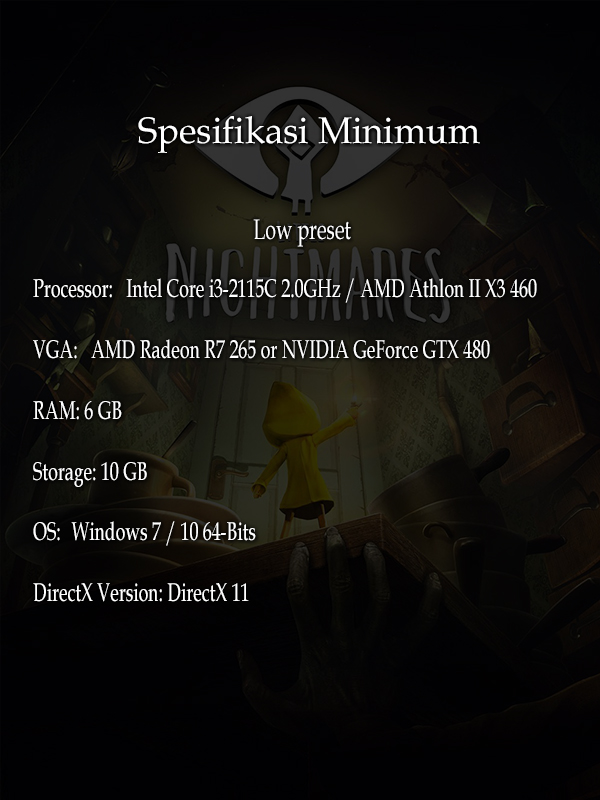 Spesifikasi Minimum
Low preset
NIGHTMARES
Processor: Intel Core i3-2115C 2.0GHz / AMD Athlon II X3 460
VGA: AMD Radeon R7 265 or NVIDIA GeForce GTX 480
RAM: 6 GB
Storage: 10 GB
OS: Windows 7 / 10 64-Bits
DirectX Version: DirectX 11